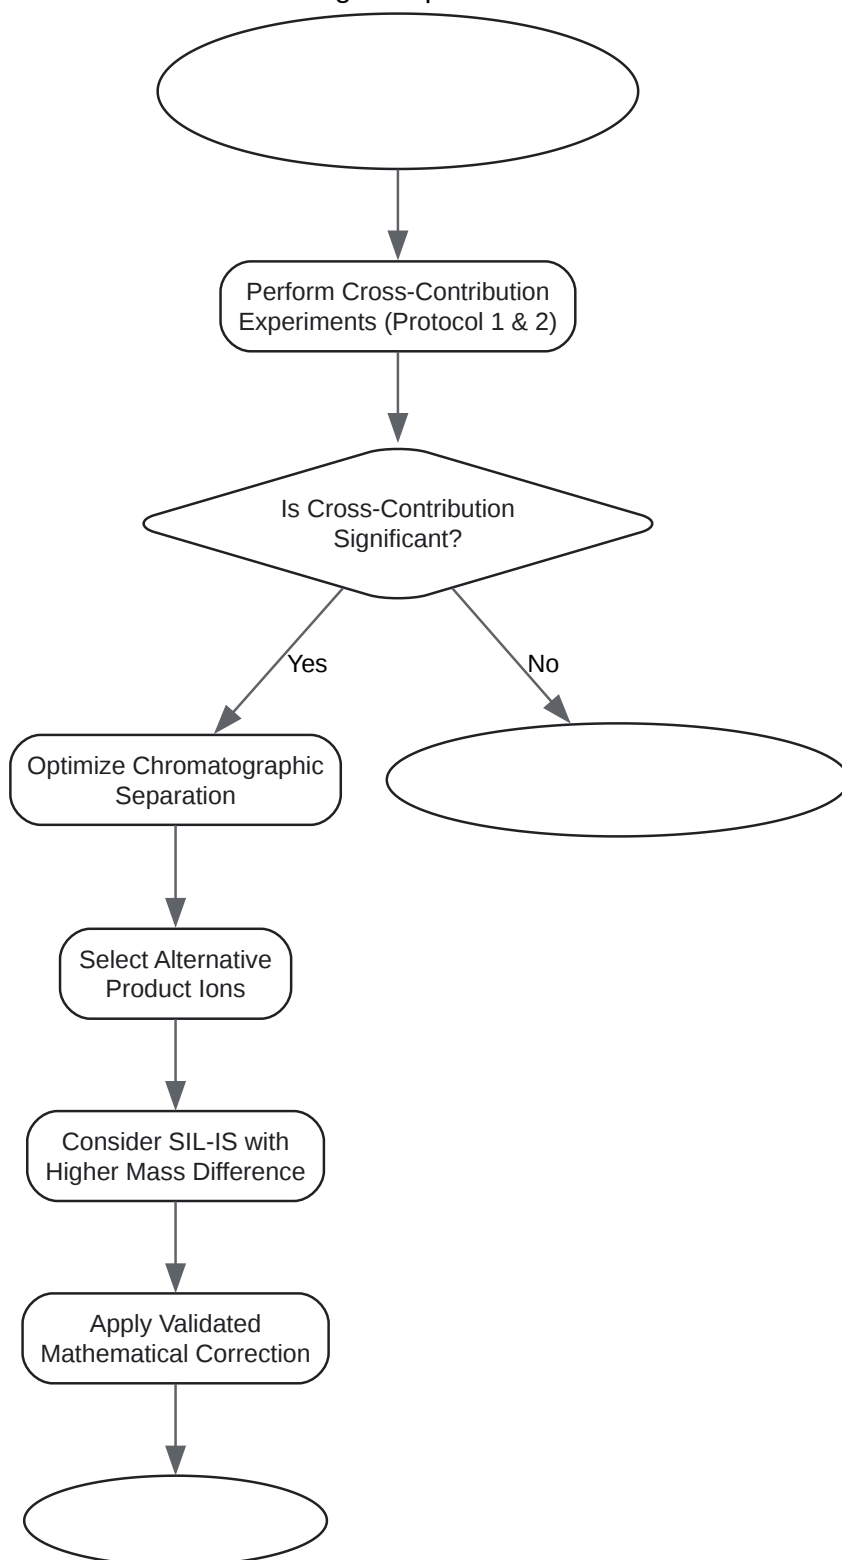 Perform Cross-Contribution
Experiments (Protocol 1 & 2)
Is Cross-Contribution
Significant?
Yes
No
Optimize Chromatographic
Separation
Select Alternative
Product Ions
Consider SIL-IS with
Higher Mass Difference
Apply Validated
Mathematical Correction